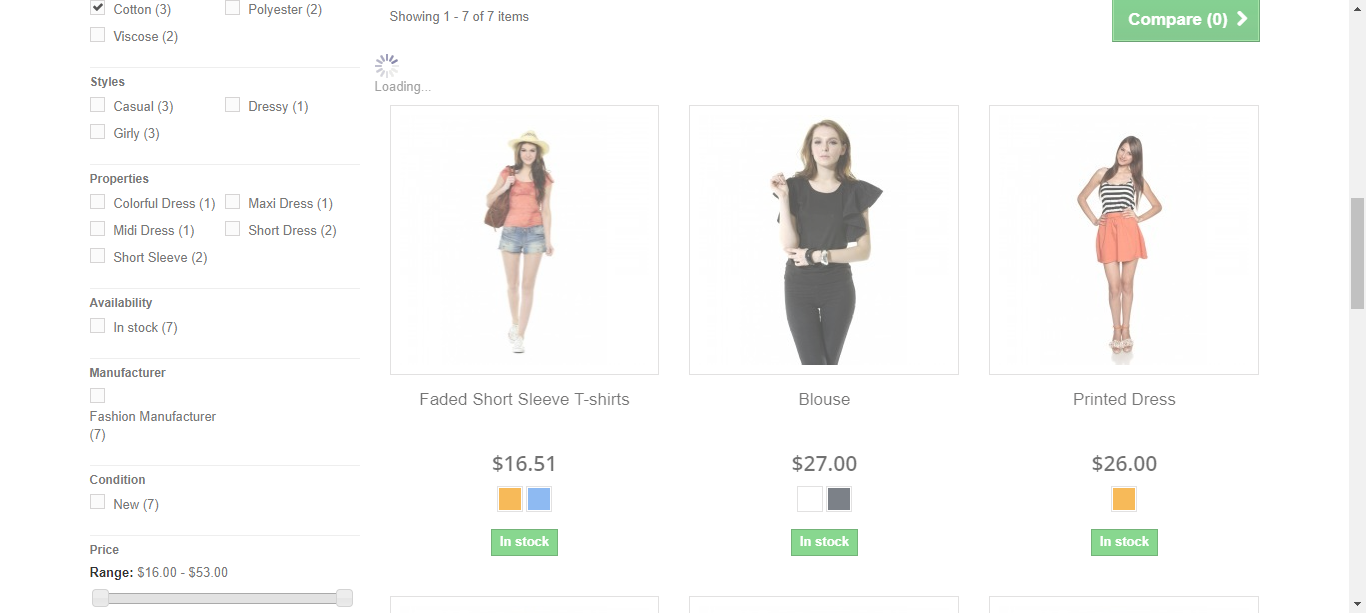 Cotton (3)
Polyester (2)
Viscose (2)
Styles
Casual (3)
Dressy (1)
Girly (3)
Properties
Colorful Dress (1)
Maxi Dress (1)
Midi Dress (1)
Short Dress (2)
Short Sleeve (2)
Availability
In stock (7)
Manufacturer
Fashion Manufacturer
(7)
Condition
New (7)
Price
Range: $16.00 - $53.00
Showing 1 - 7 of 7 items
Compare (0)
Loading...
Faded Short Sleeve T-shirts
$16.51
In stock
Blouse
$27.00
In stock
Printed Dress
$26.00
In stock